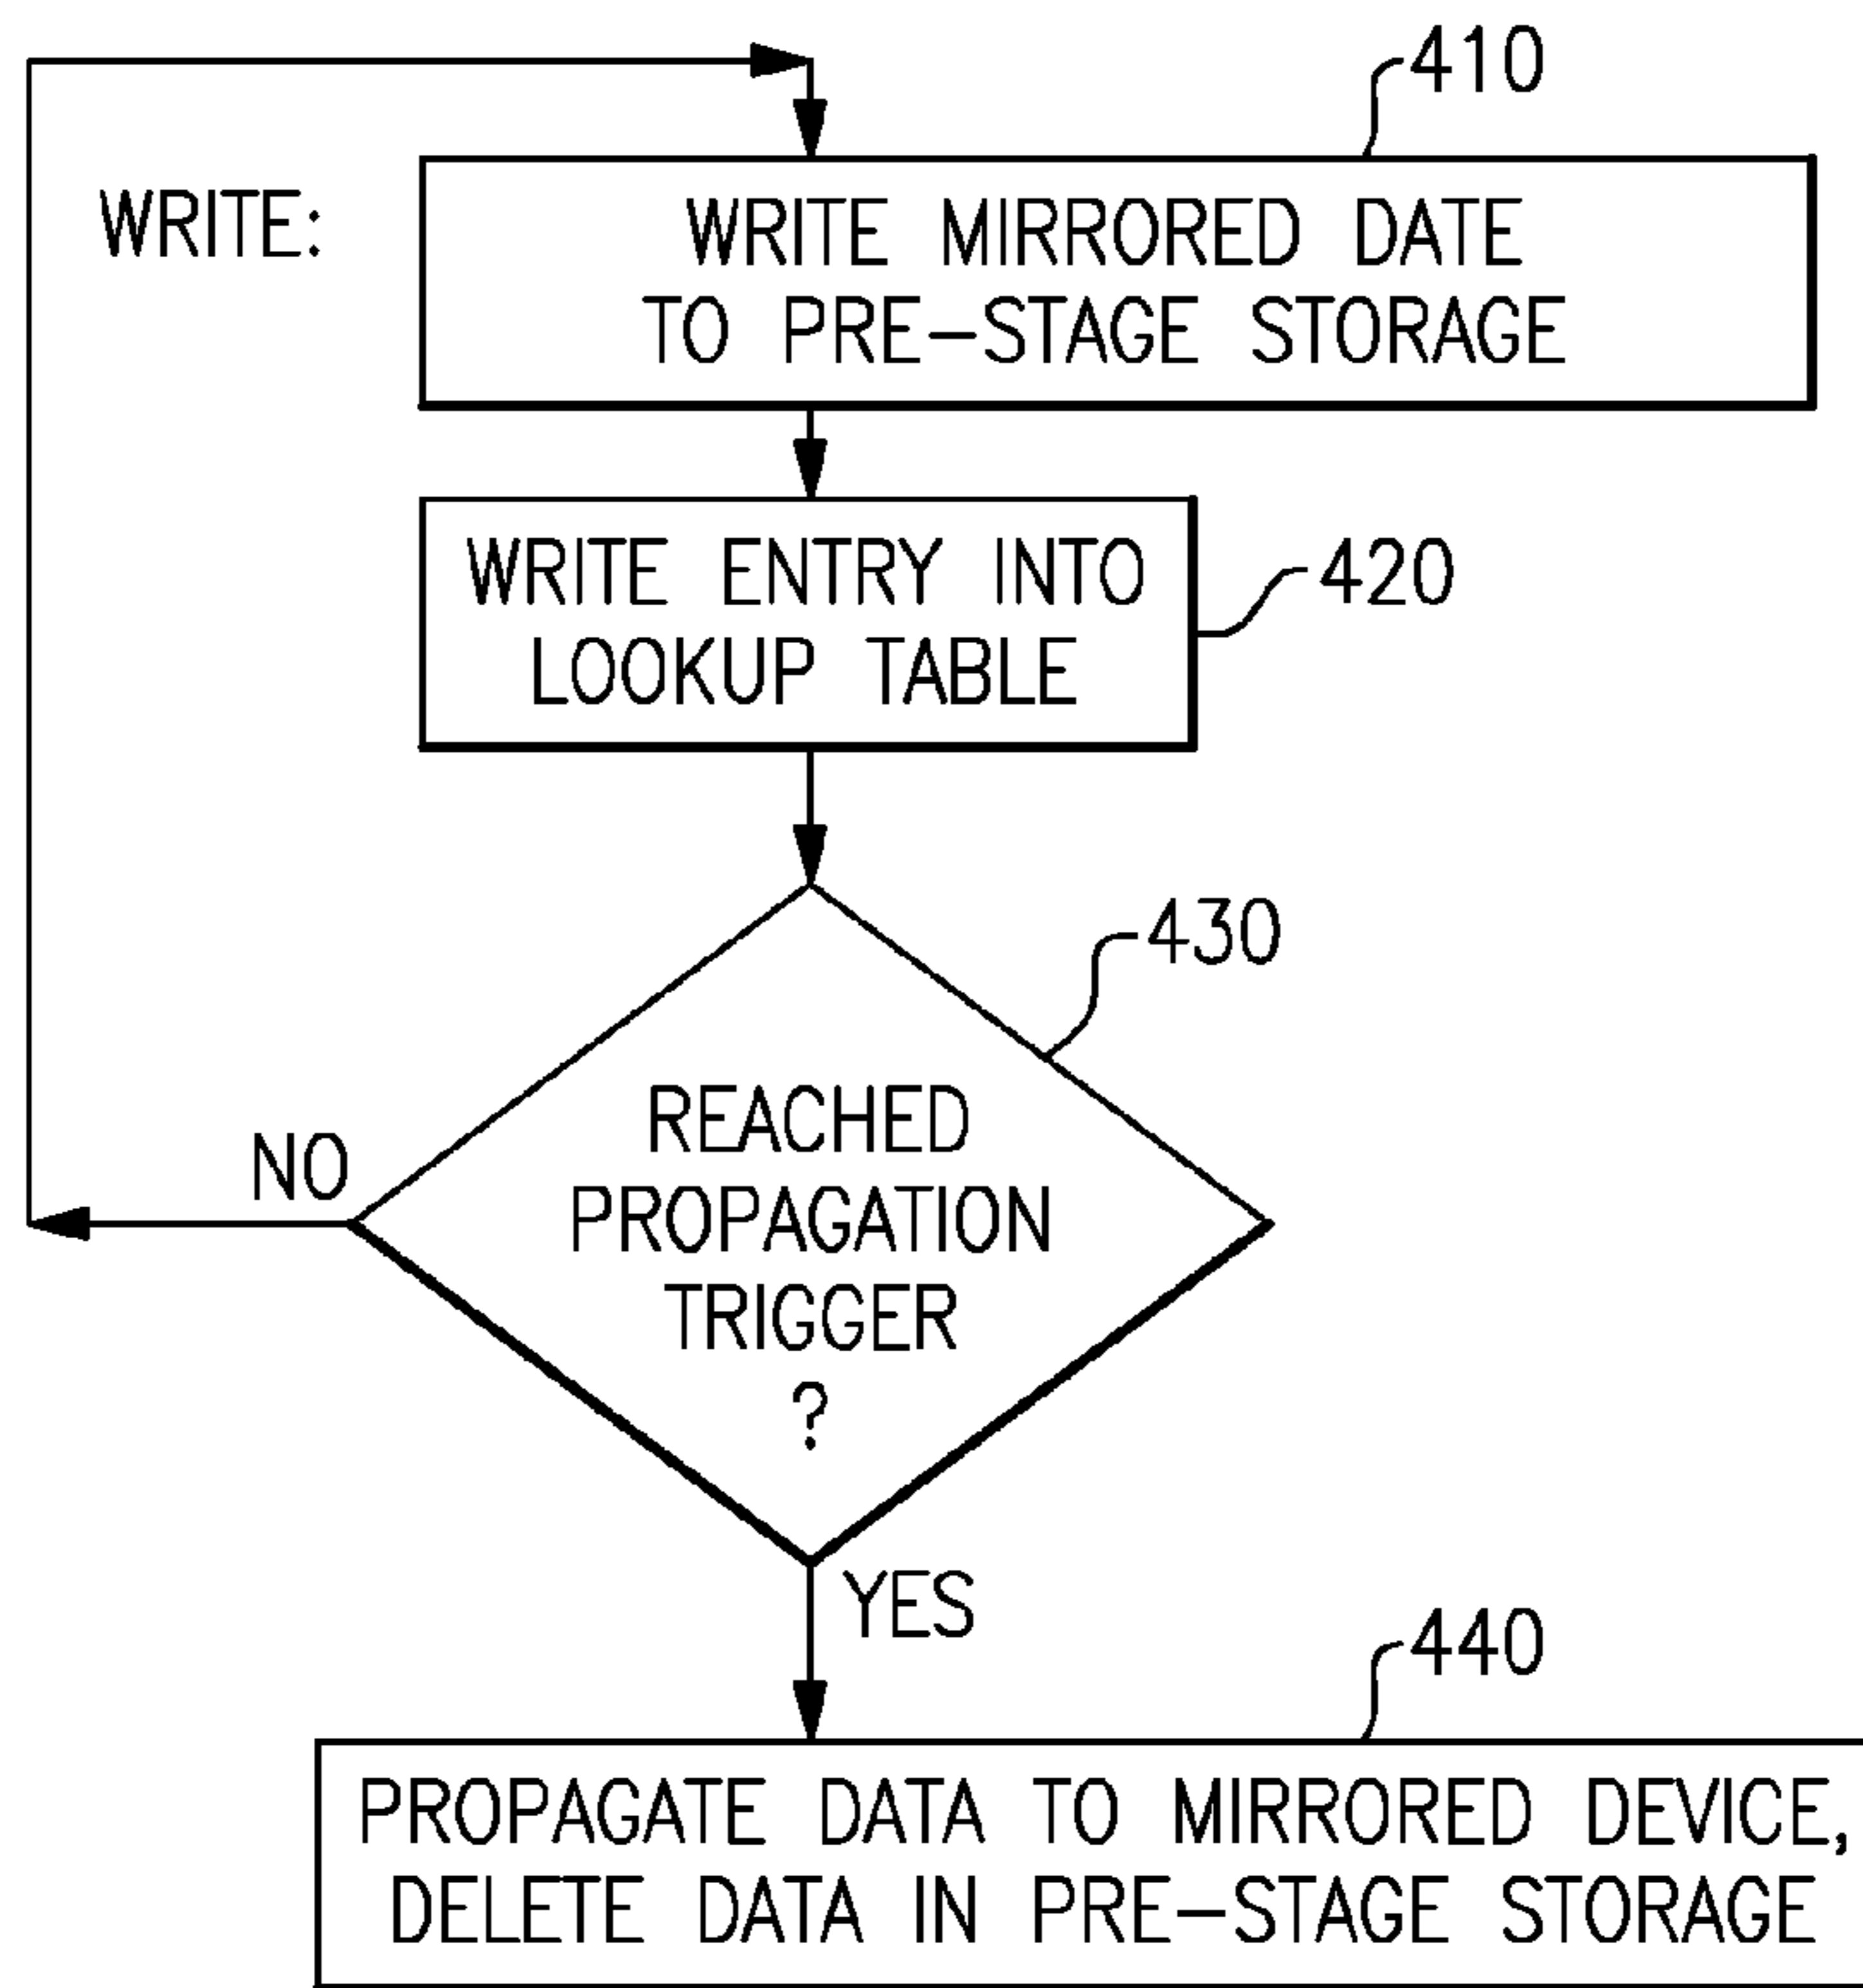 410
WRITE:
WRITE MIRRORED DATE
TO PRE-STAGE STORAGE
WRITE ENTRY INTO
LOOKUP TABLE
420
430
REACHED
PROPAGATION
TRIGGER
?
NO
YES
440
PROPAGATE DATA TO MIRRORED DEVICE,
DELETE DATA IN PRE-STAGE STORAGE